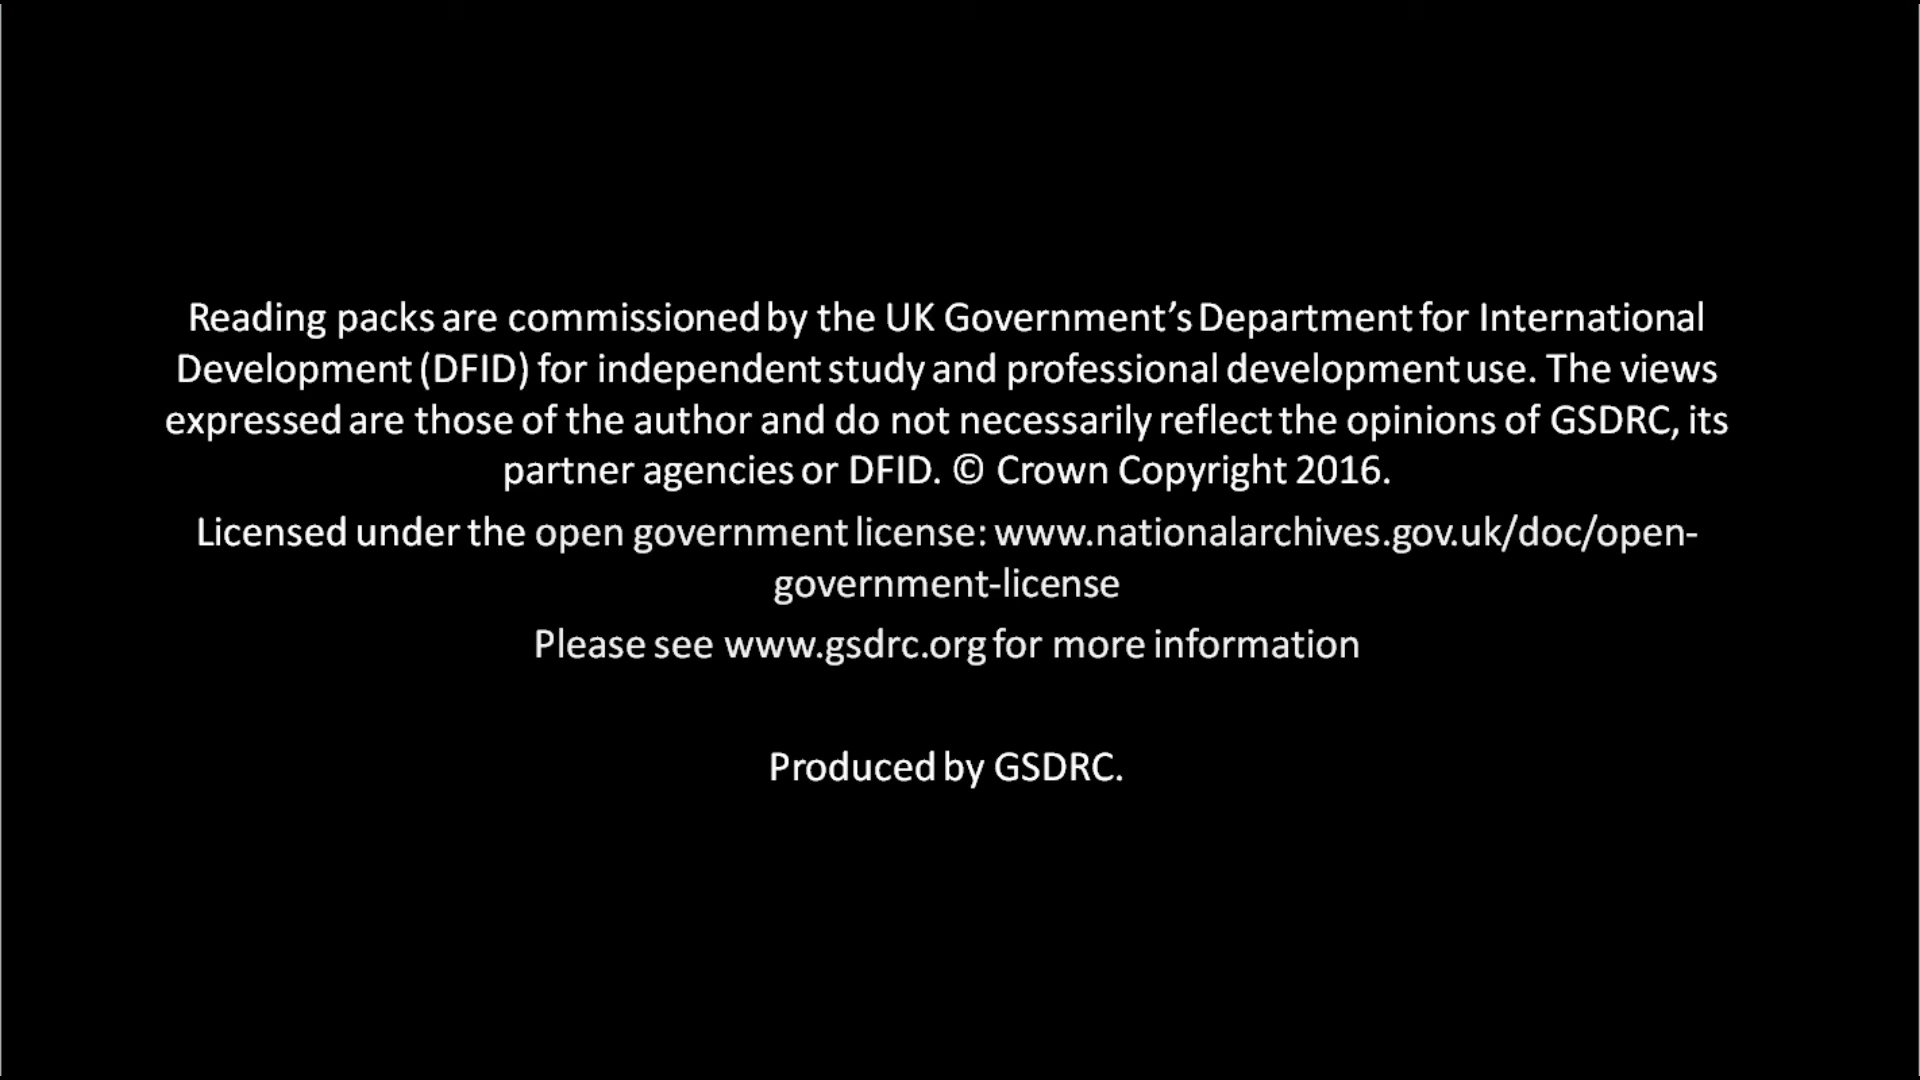 Reading packs are commissioned by the UK Government’s Department for International
Development (DFID) for independent study and professional development use. The views
expressed are those of the author and do not necessarily reflect the opinions of GSDRC, its
partner agencies or DFID. © Crown Copyright 2016.
Licensed under the open government license: www.nationalarchives.gov.uk/doc/open-
government-license
Please see www.gsdrc.org for more information
Produced by GSDRC.